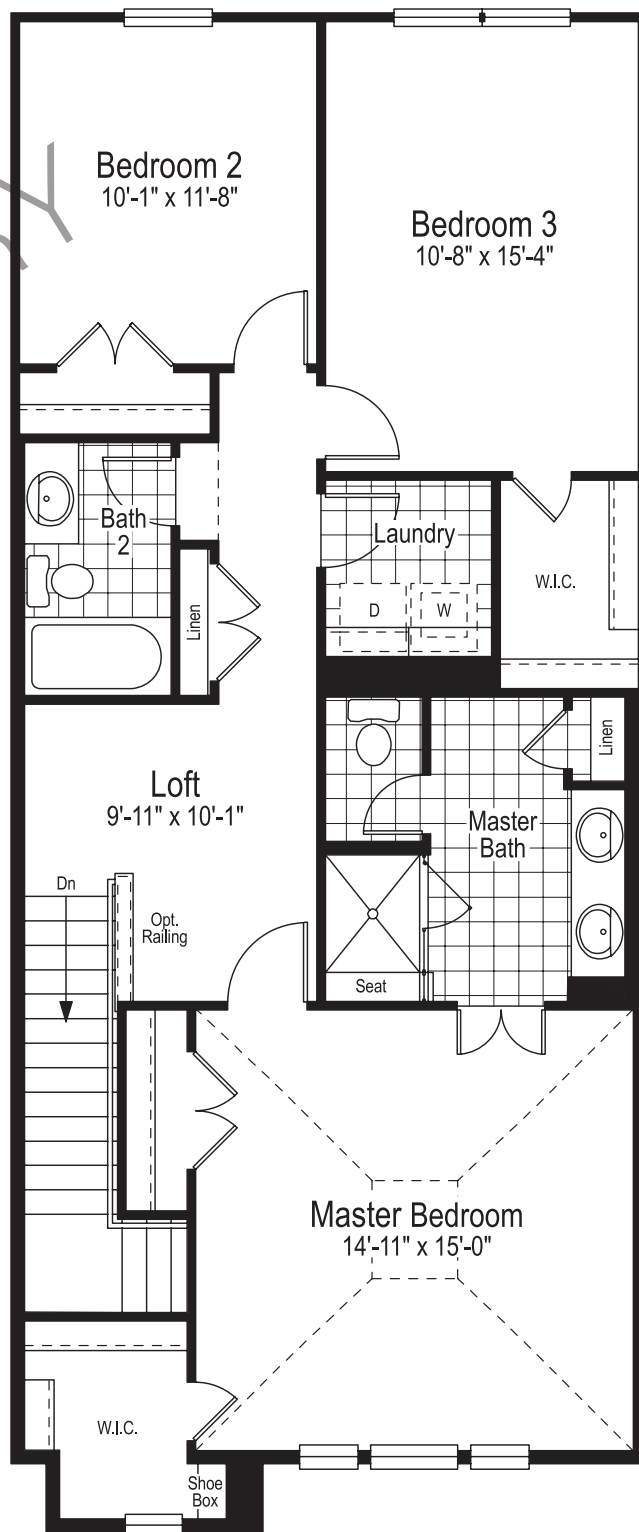 Bedroom 2
10'-1" x 11'-8"
Bedroom 3
10'-8" x 15'-4"
Bath
2
Laundry
D
W
W.I.C.
Linen
Linen
Loft
9'-11" x 10'-1"
Master
Bath
Dn
Opt.
Railing
Seat
Master Bedroom
14'-11" x 15'-0"
W.I.C.
Shoe
Box